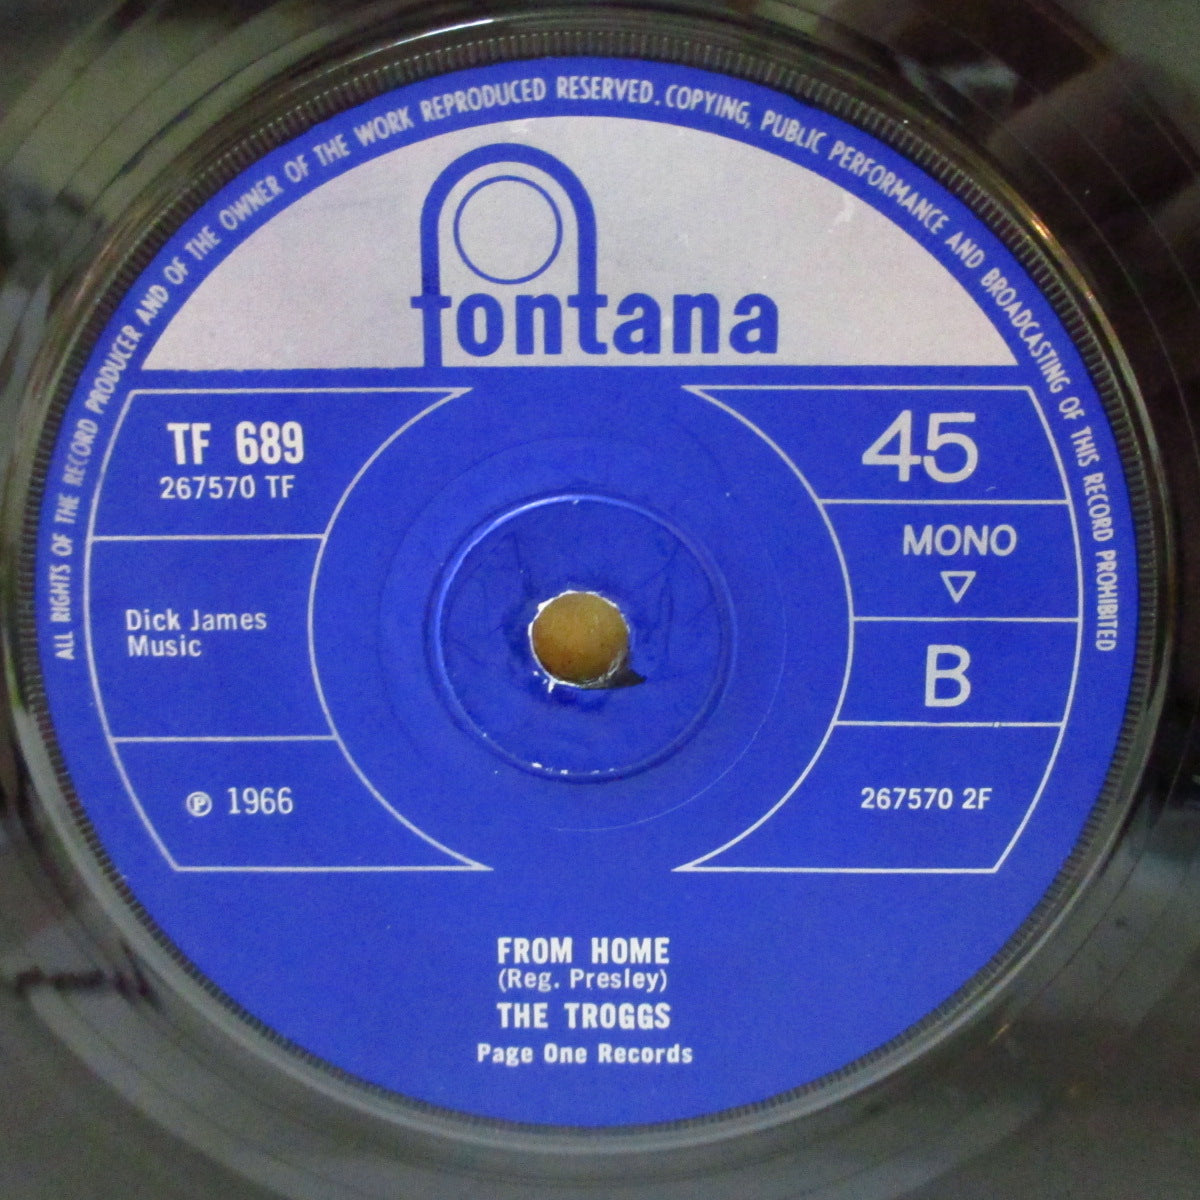 ALL RIGHTS OF THE RECORD PRODUCER AND OF THE OWNER OF THE WORK REPRODUCED RESERVED. COPYING, PUBLIC PERFORMANCE AND BROADCASTING OF THIS RECORD PROHIBITED
fontana
TF 689
267570 TF
Dick James
Music
℗ 1966
45
MONO
▽
B
267570 2F
FROM HOME
(Reg. Presley)
THE TROGGS
Page One Records